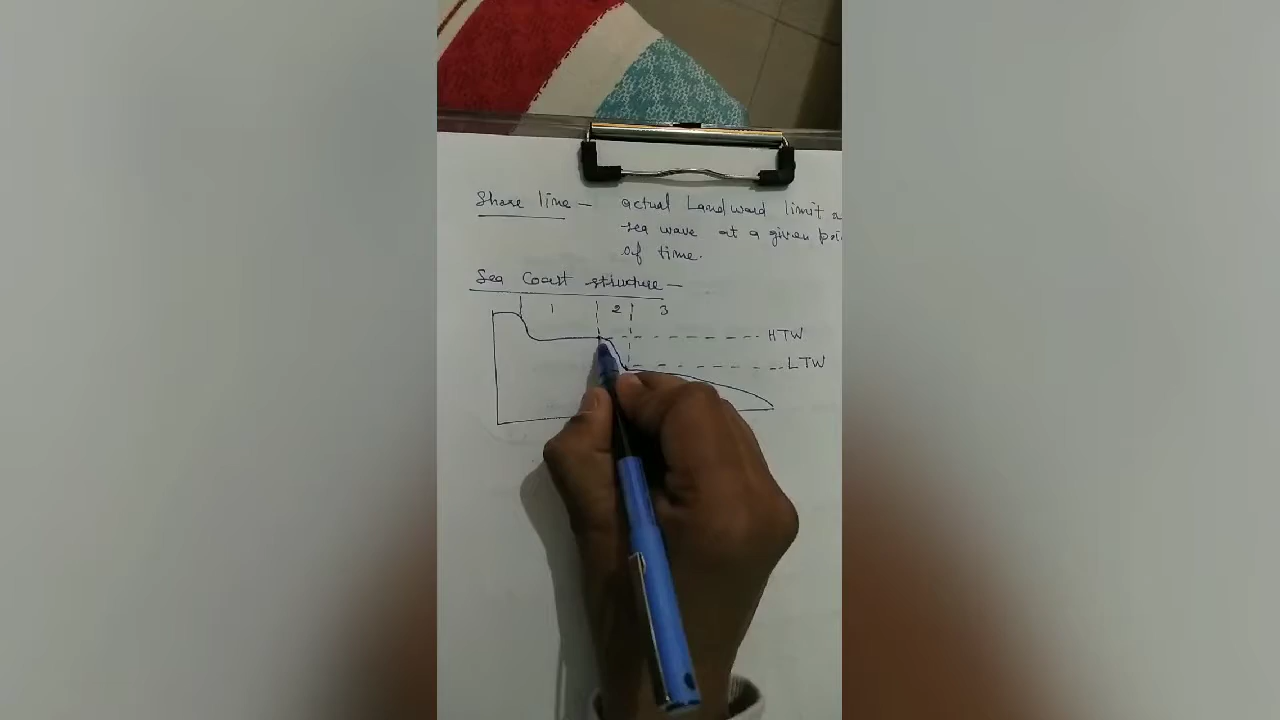 Shore line – actual Landward limit
sea wave at a given
of time.
Sea Coast structure –
1 2 3
HTW
LTW